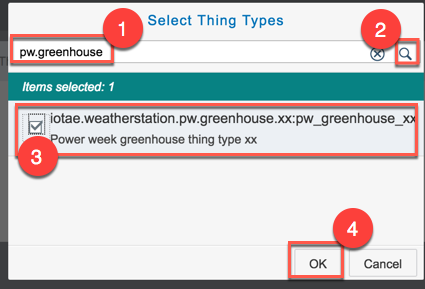 1
Select Thing Types
2
pw.greenhouse
Items selected: 1
iotae.weatherstation.pw.greenhouse.xx:pw_greenhouse_xx
Power week greenhouse thing type xx
3
4
OK
Cancel